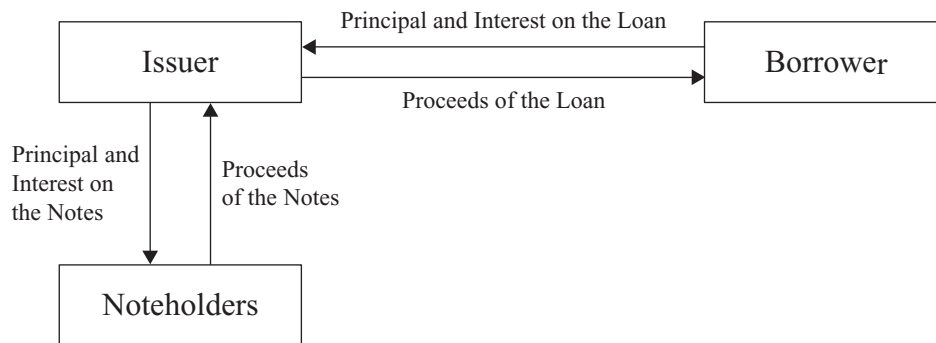 Principal and Interest on the Loan
Issuer
Borrower
Proceeds of the Loan
Principal and
Interest on
the Notes
Proceeds
of the Notes
Noteholders